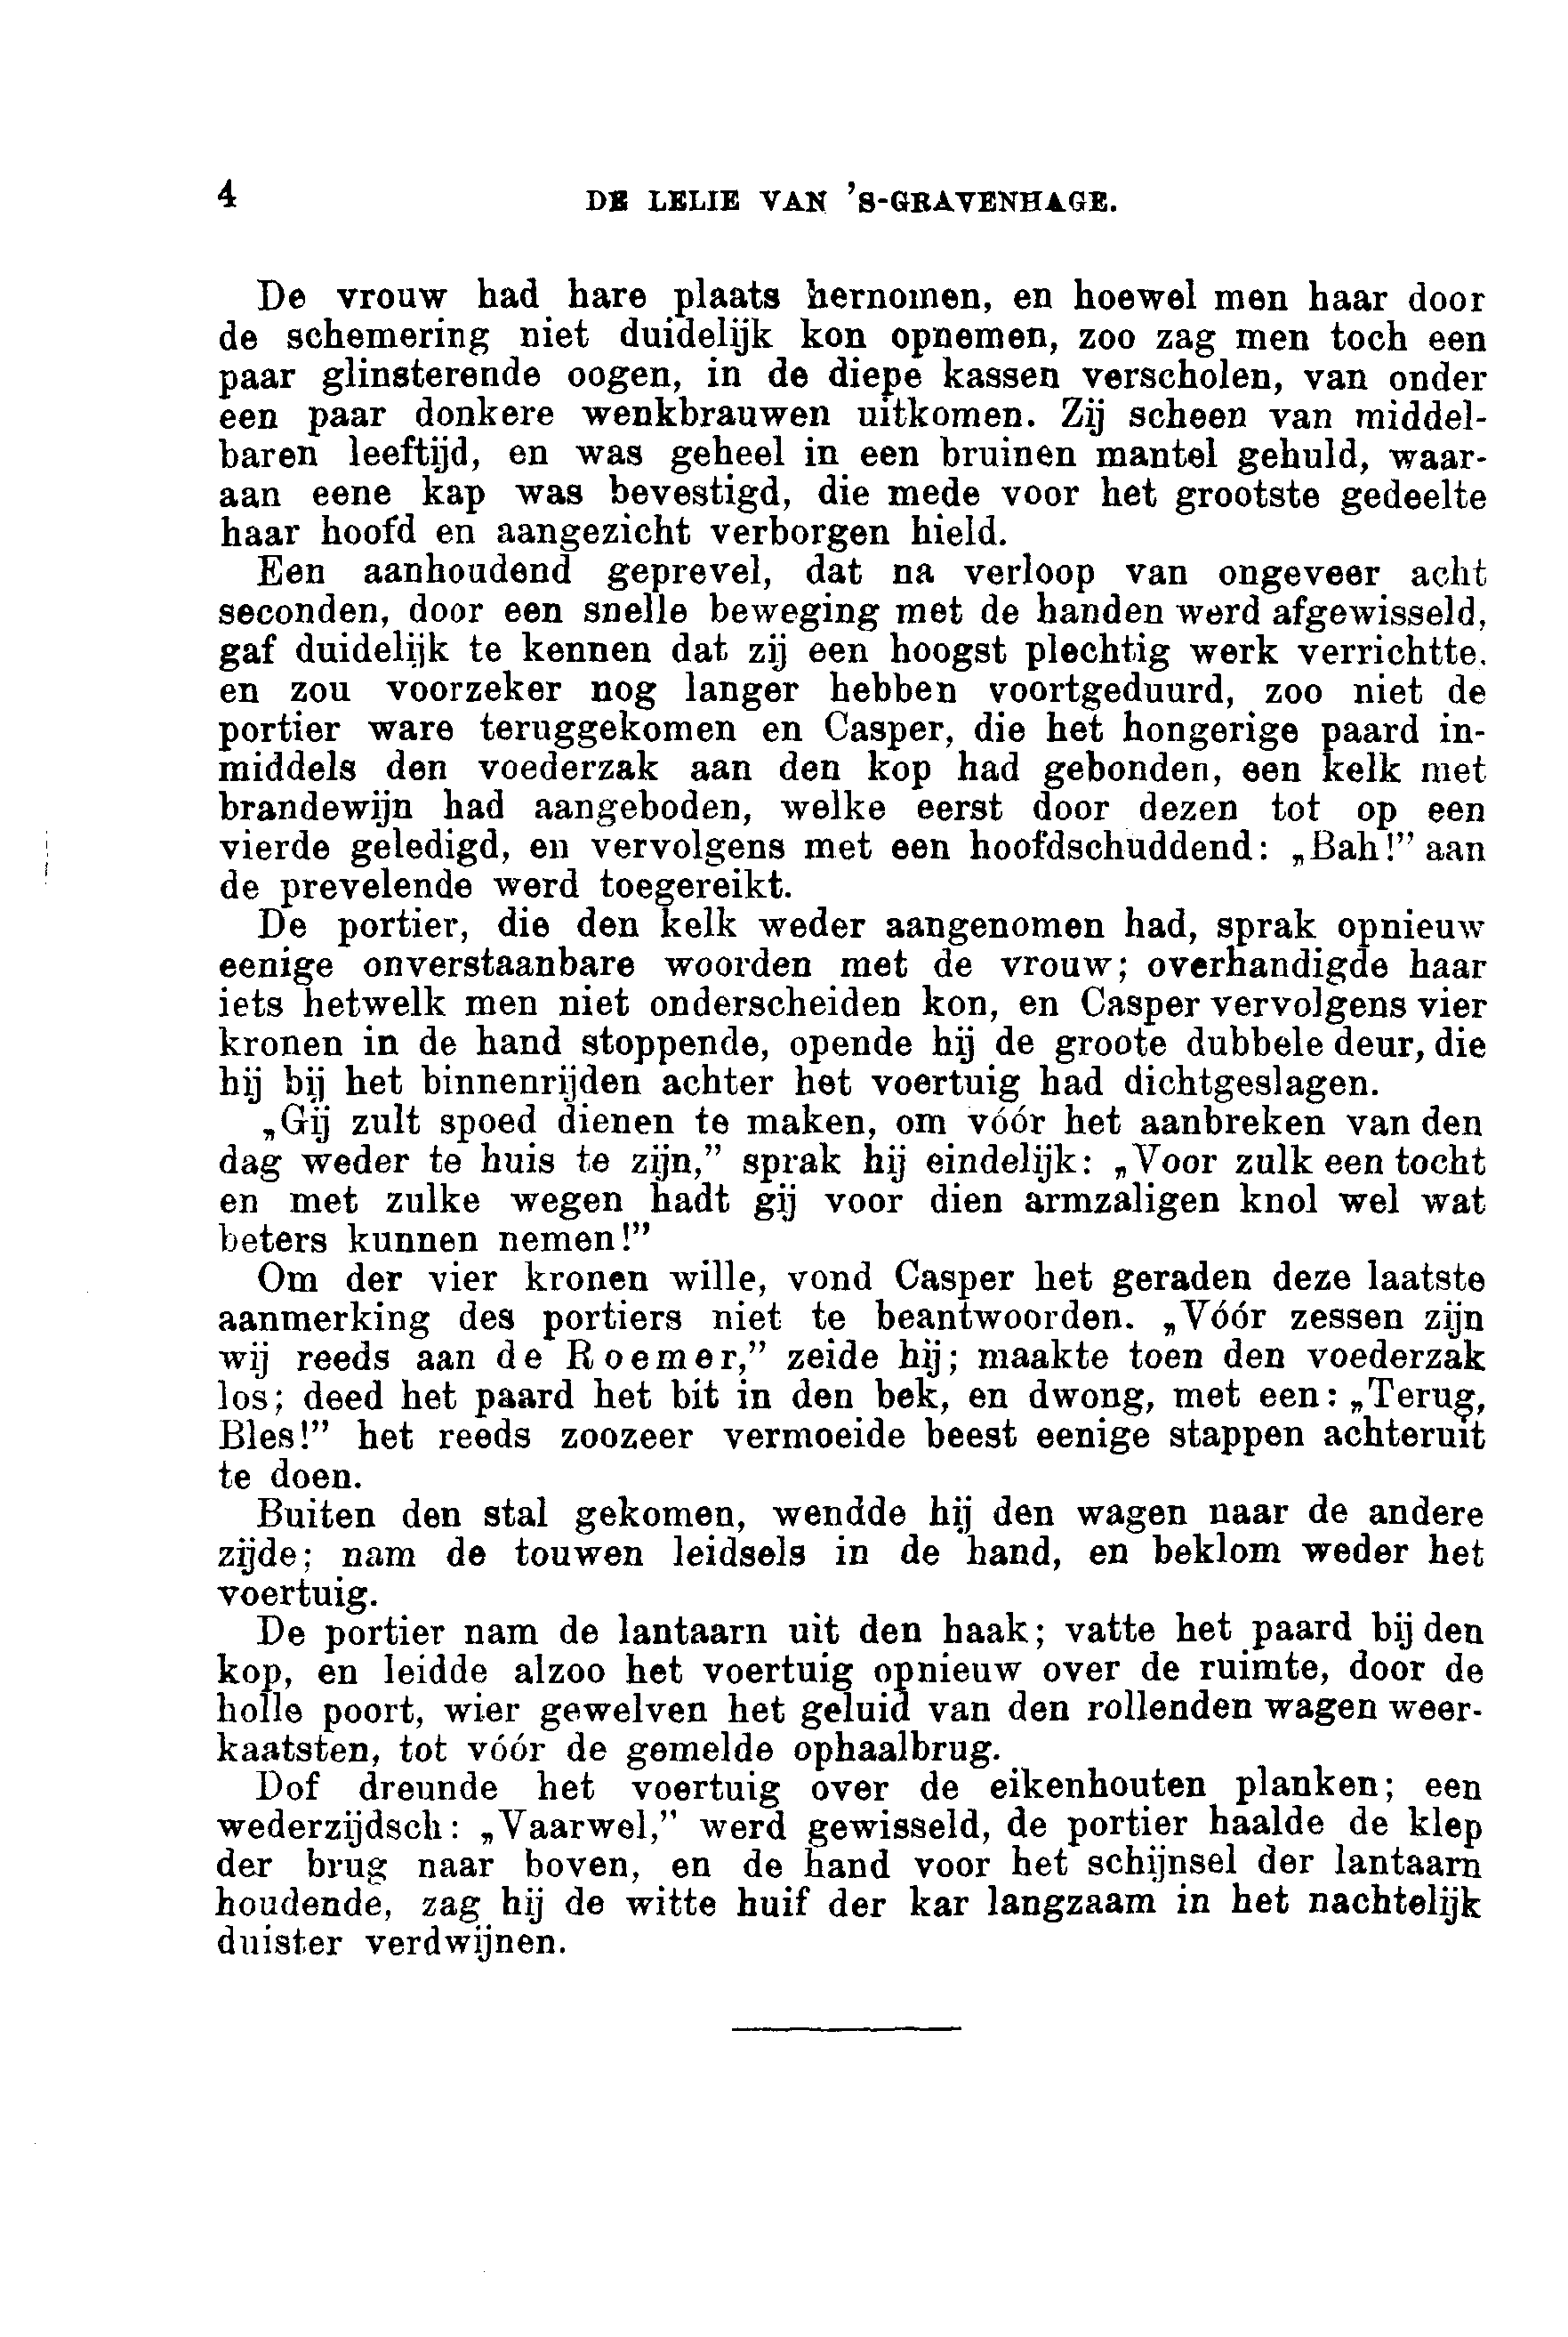 4 DE LELIE VAN 'S-GRAVENHAGE.
De vrouw had hare plaats hernomen, en hoewel men haar door
de schemering niet duidelijk kon opnemen, zoo zag men toch een
paar glinsterende oogen, in de diepe kassen verscholen, van onder
een paar donkere wenkbrauwen uitkomen. Zij scheen van middel-
baren leeftijd, en was geheel in een bruinen mantel gehuld, waar-
aan eene kap was bevestigd, die mede voor het grootste gedeelte
haar hoofd en aangezicht verborgen hield.
Een aanhoudend geprevel, dat na verloop van ongeveer acht
seconden, door een snelle beweging met de handen werd afgewisseld,
gaf duidelijk te kennen dat zij een hoogst plechtig werk verrichtte.
en zou voorzeker nog langer hebben voortgeduurd, zoo niet de
portier ware teruggekomen en Casper, die het hongerige paard in-
middels den voederzak aan den kop had gebonden, een kelk met
brandewijn had aangeboden, welke eerst door dezen tot op een
vierde geledigd, en vervolgens met een hoofdschuddend: „Bah!” aan
de prevelende werd toegereikt.
De portier, die den kelk weder aangenomen had, sprak opnieuw
eenige onverstaanbare woorden met de vrouw; overhandigde haar
iets hetwelk men niet onderscheiden kon, en Casper vervolgens vier
kronen in de hand stoppende, opende hij de groote dubbele deur, die
hij bij het binnenrijden achter het voertuig had dichtgeslagen.
„Gij zult spoed dienen te maken, om vóór het aanbreken van den
dag weder te huis te zijn,” sprak hij eindelijk: „Voor zulk een tocht
en met zulke wegen hadt gij voor dien armzaligen knol wel wat
beters kunnen nemen!”
Om der vier kronen wille, vond Casper het geraden deze laatste
aanmerking des portiers niet te beantwoorden. „Vóór zessen zijn
wij reeds aan de Roemer,” zeide hij; maakte toen den voederzak
los; deed het paard het bit in den bek, en dwong, met een: „Terug,
Bles!” het reeds zoozeer vermoeide beest eenige stappen achteruit
te doen.
Buiten den stal gekomen, wendde hij den wagen naar de andere
zijde; nam de touwen leidsels in de hand, en beklom weder het
voertuig.
De portier nam de lantaarn uit den haak; vatte het paard bij den
kop, en leidde alzoo het voertuig opnieuw over de ruimte, door de
holle poort, wier gewelven het geluid van den rollenden wagen weer-
kaatsten, tot vóór de gemelde ophaalbrug.
Dof dreunde het voertuig over de eikenhouten planken; een
wederzijdsch: „Vaarwel,” werd gewisseld, de portier haalde de klep
der brug naar boven, en de hand voor het schijnsel der lantaarn
houdende, zag hij de witte huif der kar langzaam in het nachtelijk
duister verdwijnen.